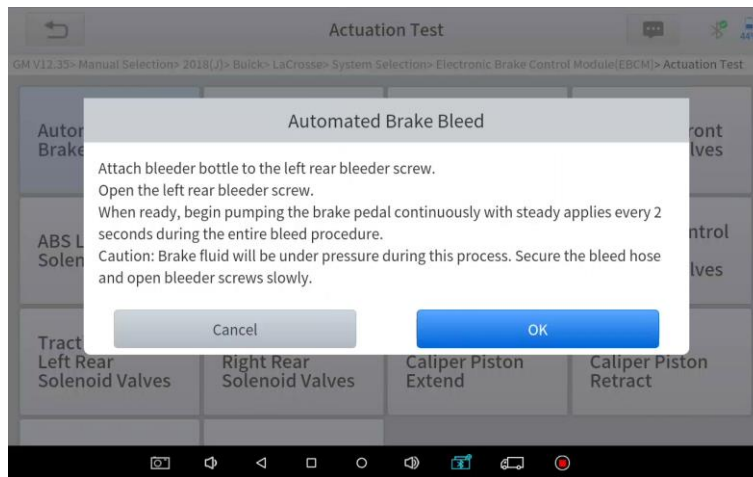 Actuation Test
GM V12.35> Manual Selection> 2018(J)> Buick> LaCrosse> System Selection> Electronic Brake Control Module(EBCM)> Actuation Test
Automated Brake Bleed
Attach bleeder bottle to the left rear bleeder screw.
Open the left rear bleeder screw.
When ready, begin pumping the brake pedal continuously with steady applies every 2
seconds during the entire bleed procedure.
Caution: Brake fluid will be under pressure during this process. Secure the bleed hose
and open bleeder screws slowly.
Cancel
OK
ABS L
Solen
lves
Left Rear
Solenoid Valves
Right Rear
Solenoid Valves
Caliper Piston
Extend
Caliper Piston
Retract